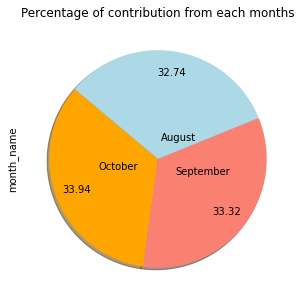 Percentage of contribution from each months
32.74
August
October
September
33.94
33.32
month_name